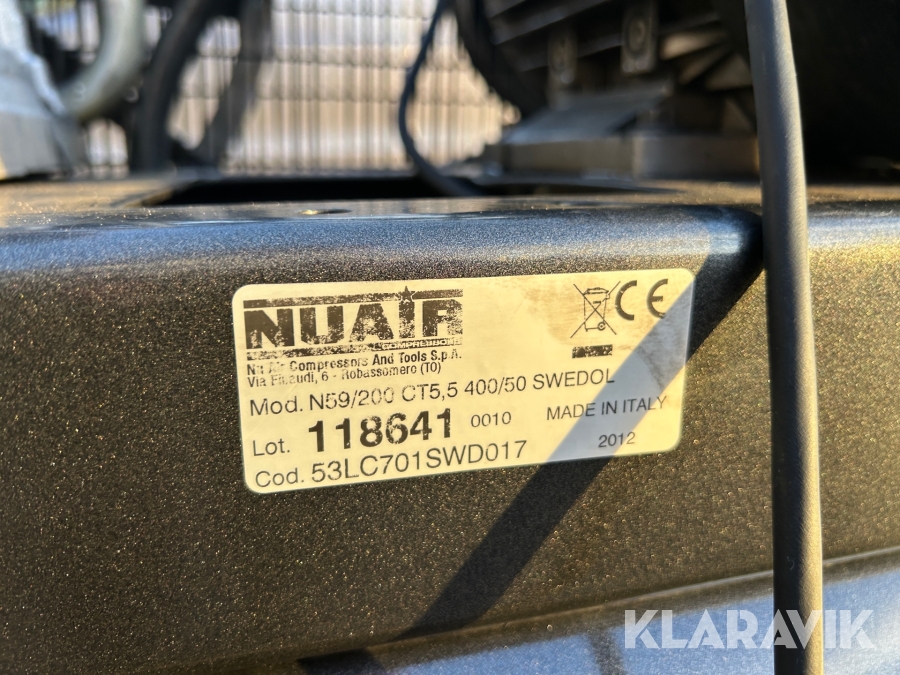 NUAIR
COMPRESSORS
Nu Air Compressors And Tools S.p.A.
Via Einaudi, 6 - Robassomero (TO)
Mod. N59/200 CT5,5 400/50 SWEDOL
Lot. 118641 0010 MADE IN ITALY
2012
Cod. 53LC701SWD017
CE
KLARAVIK